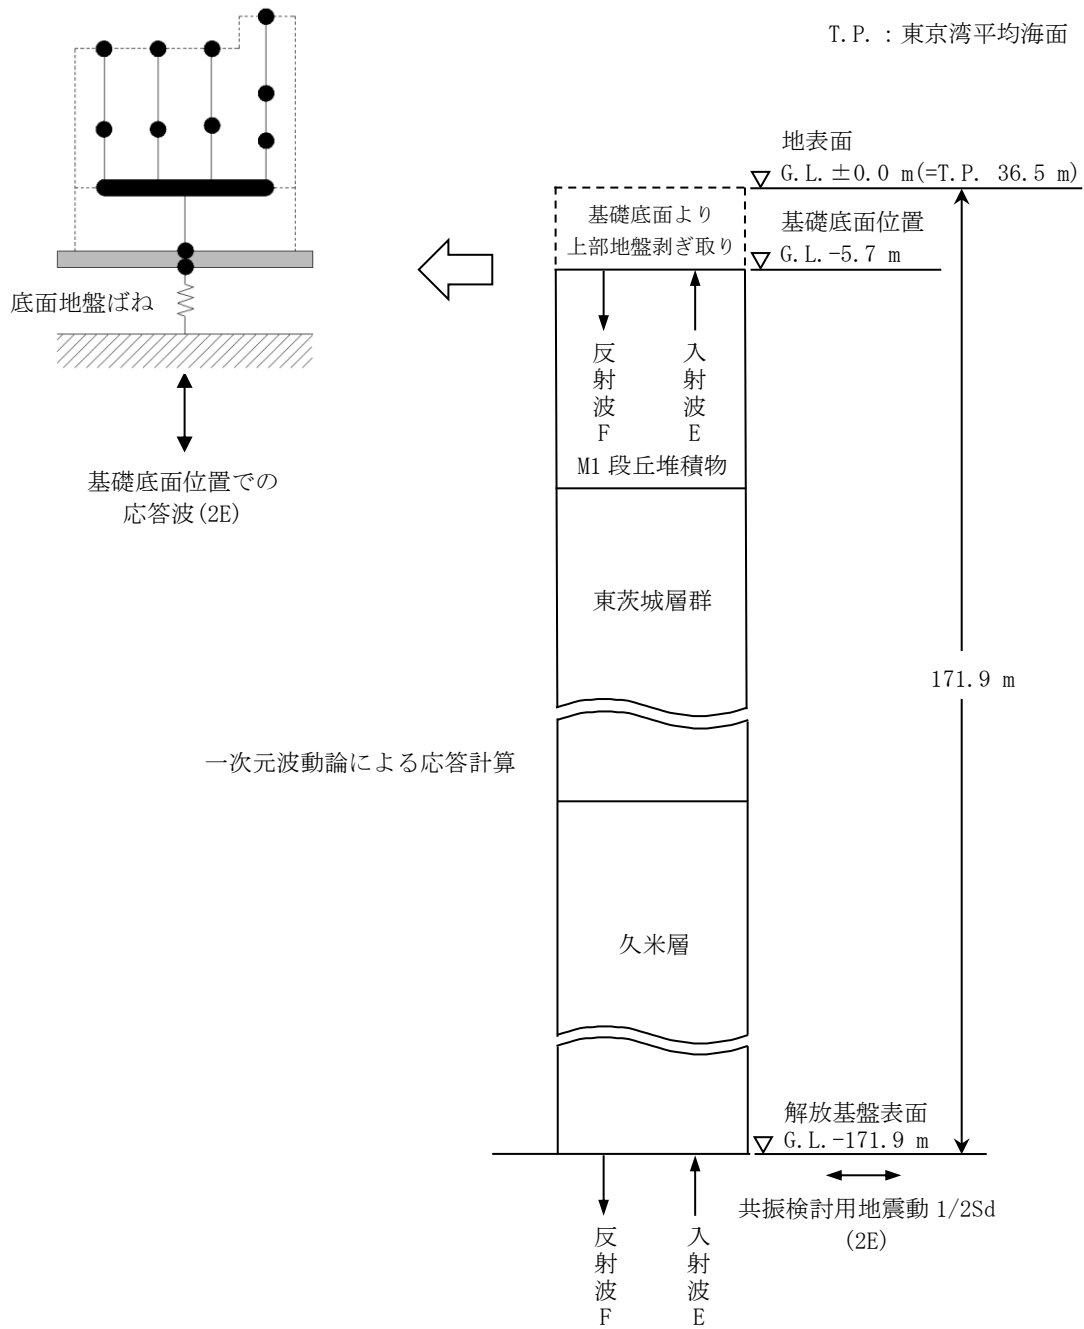 T.P. : 東京湾平均海面
地表面
G.L.±0.0 m(=T.P. 36.5 m)
基礎底面より
上部地盤剥ぎ取り
基礎底面位置
G.L.-5.7 m
底面地盤ばね
反射波F
入射波E
M1 段丘堆積物
基礎底面位置での
応答波(2E)
東茨城層群
171.9 m
一次元波動論による応答計算
久米層
解放基盤表面
G.L.-171.9 m
共振検討用地震動 1/2Sd
(2E)
反射波F
入射波E